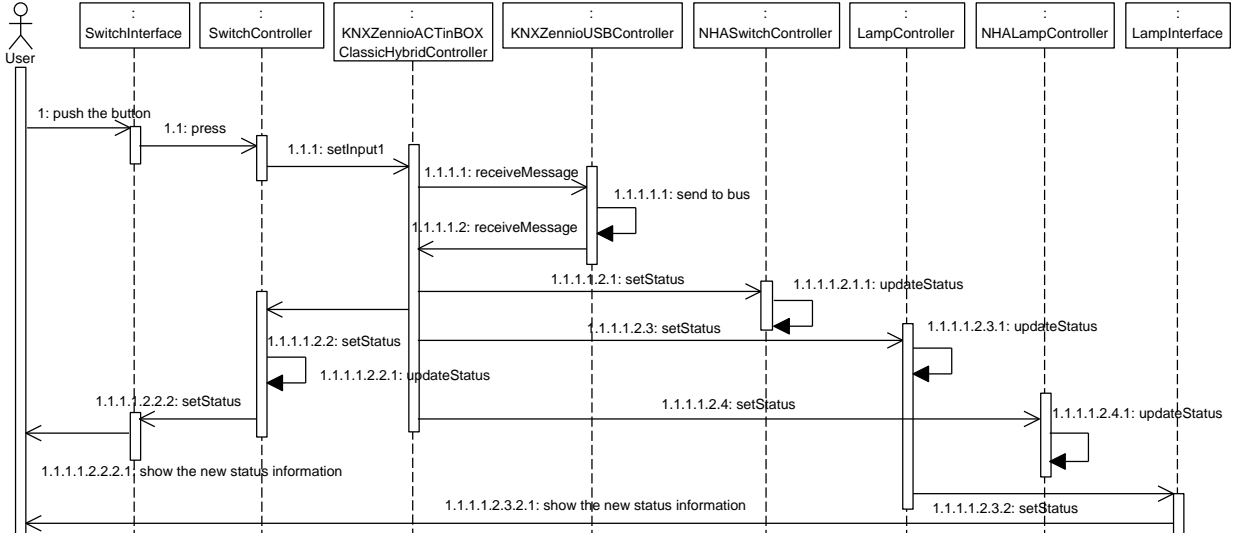 :
SwitchInterface
:
SwitchController
:
KNXZennioACTinBOX
ClassicHybridController
:
KNXZennioUSBController
:
NHASwitchController
:
LampController
:
NHALampController
:
LampInterface
User
1: push the button
1.1: press
1.1.1: setInput1
1.1.1.1: receiveMessage
1.1.1.1.1: send to bus
1.1.1.1.2: receiveMessage
1.1.1.1.2.1: setStatus
1.1.1.1.2.1.1: updateStatus
1.1.1.1.2.3: setStatus
1.1.1.1.2.3.1: updateStatus
1.1.1.1.2.2: setStatus
1.1.1.1.2.2.1: updateStatus
1.1.1.1.2.2.2: setStatus
1.1.1.1.2.4: setStatus
1.1.1.1.2.4.1: updateStatus
1.1.1.1.2.2.2.1: show the new status information
1.1.1.1.2.3.2.1: show the new status information
1.1.1.1.2.3.2: setStatus